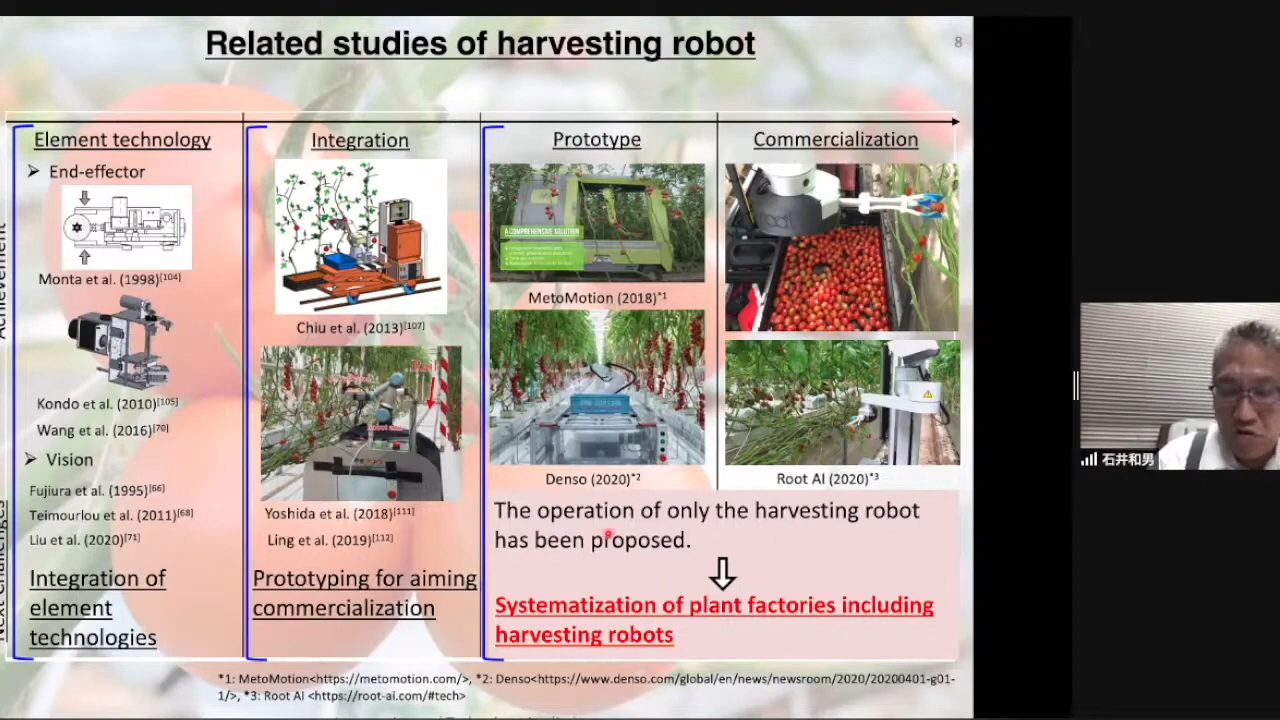 Related studies of harvesting robot
8
Achievement
Next challenges
Element technology
➢ End-effector
Monta et al. (1998)[104]
Kondo et al. (2010)[105]
Wang et al. (2016)[70]
➢ Vision
Fujiura et al. (1995)[66]
Teimourlou et al. (2011)[68]
Liu et al. (2020)[71]
Integration of
element
technologies
Integration
Chiu et al. (2013)[107]
Yoshida et al. (2018)[111]
Ling et al. (2019)[112]
Prototyping for aiming
commercialization
Prototype
A COMPREHENSIVE SOLUTION
MetoMotion (2018)*1
Denso (2020)*2
Commercialization
root
Root AI (2020)*3
The operation of only the harvesting robot
has been proposed.
Systematization of plant factories including
harvesting robots
*1: MetoMotion<https://metomotion.com/>, *2: Denso<https://www.denso.com/global/en/news/newsroom/2020/20200401-g01-
1/>, *3: Root AI <https://root-ai.com/#tech>
石井和男